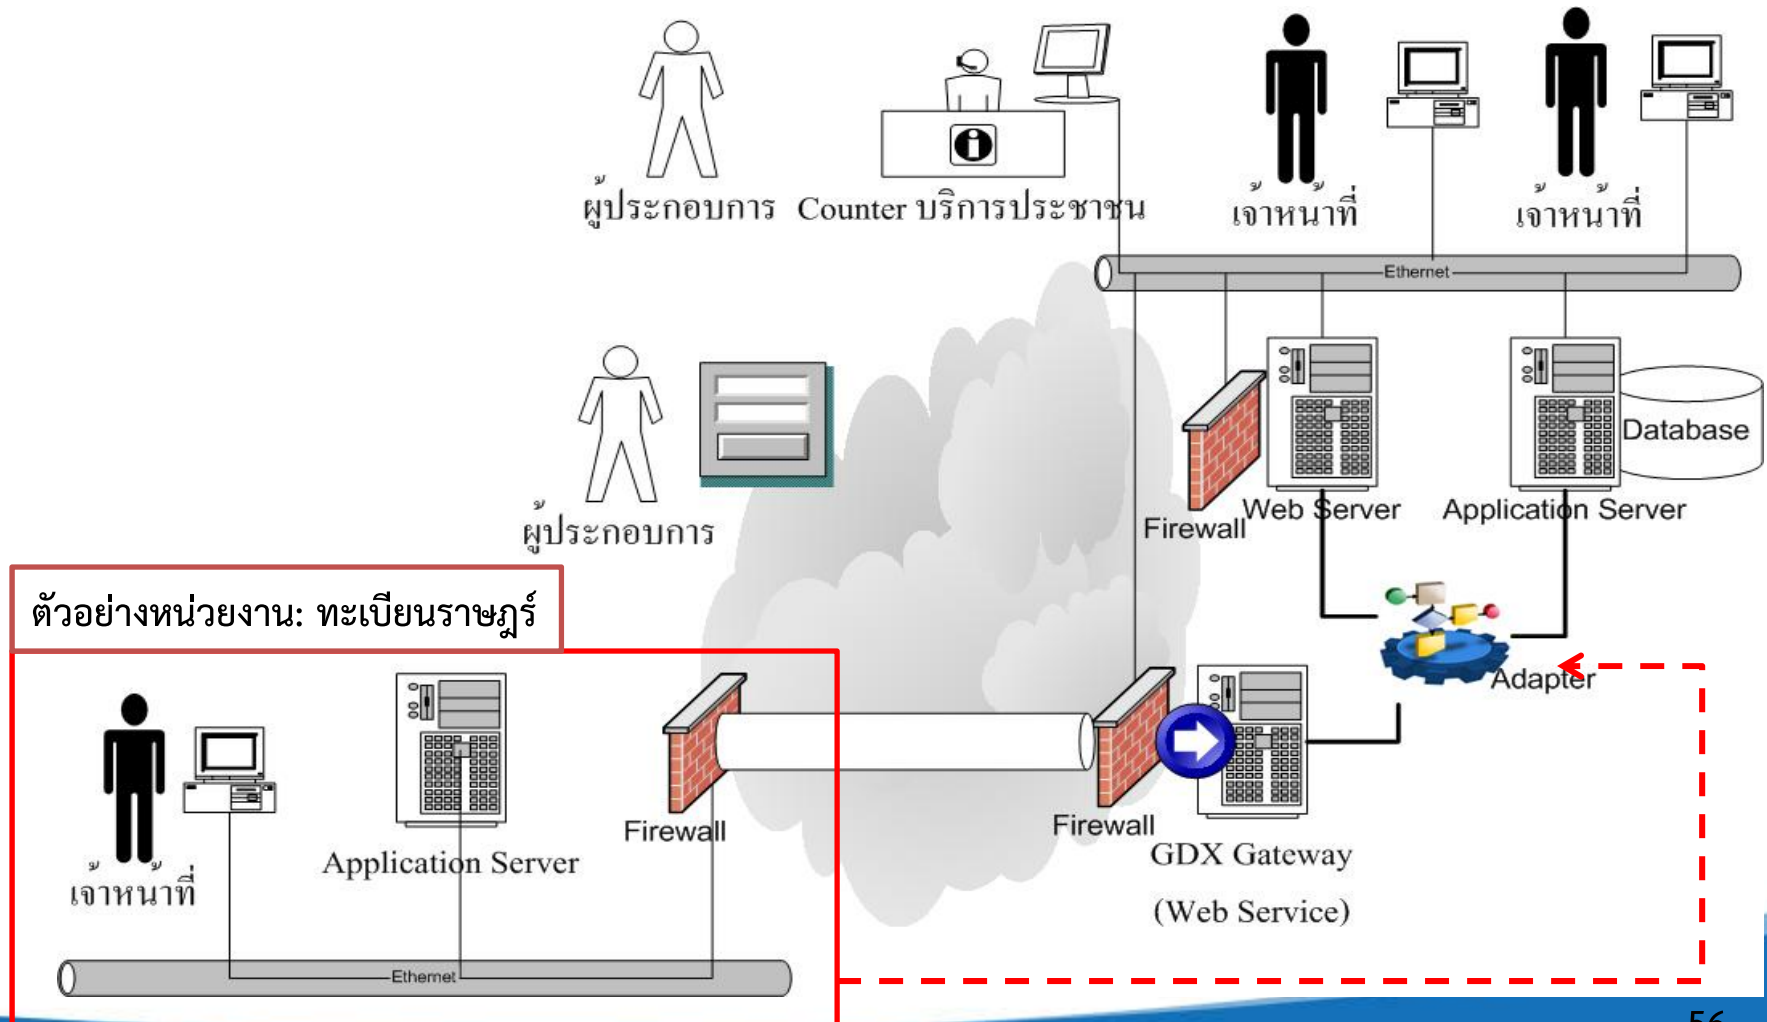 ผู้ประกอบการ
Counter บริการประชาชน
เจ้าหน้าที่
เจ้าหน้าที่
Ethernet
Database
Web Server
Application Server
Firewall
ผู้ประกอบการ
ตัวอย่างหน่วยงาน: ทะเบียนราษฎร์
Adapter
Firewall
Firewall
Application Server
GDX Gateway
(Web Service)
เจ้าหน้าที่
Ethernet
56